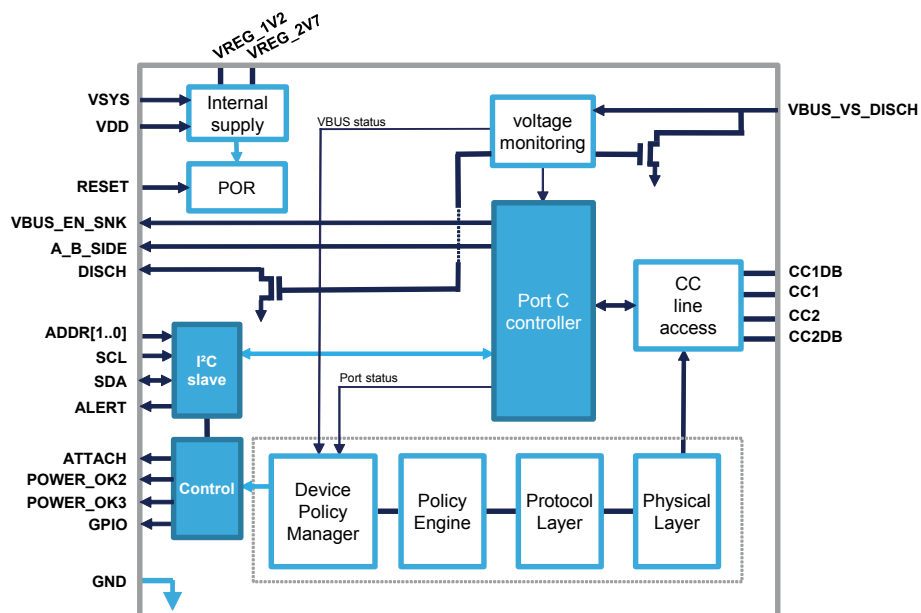 VREG_1V2
VREG_2V7
VSYS
VDD
Internal
supply
RESET
POR
VBUS status
voltage
monitoring
VBUS_VS_DISCH
VBUS_EN_SNK
A_B_SIDE
DISCH
Port C
controller
CC
line
access
CC1DB
CC1
CC2
CC2DB
ADDR[1..0]
SCL
SDA
ALERT
I²C
slave
Port status
ATTACH
POWER_OK2
POWER_OK3
GPIO
Control
Device
Policy
Manager
Policy
Engine
Protocol
Layer
Physical
Layer
GND